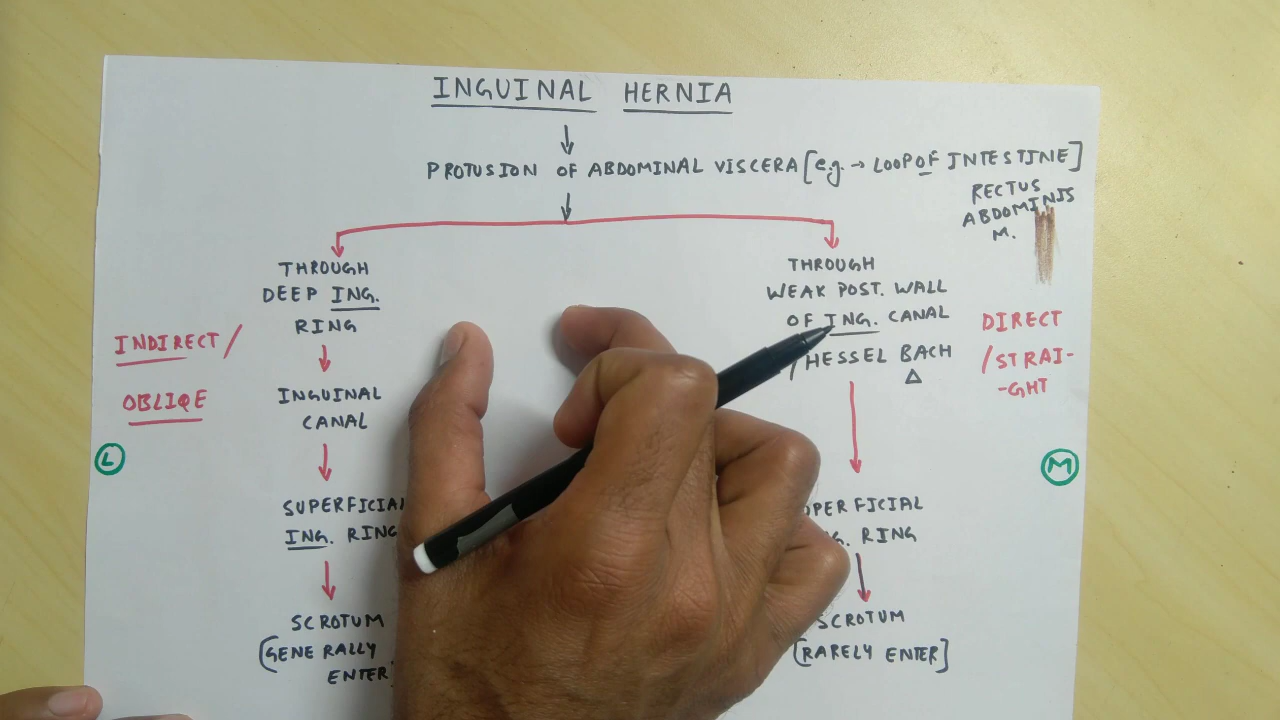 INGUINAL HERNIA
PROTUSION OF ABDOMINAL VISCERA [e.g. → LOOP OF INTESTINE]
RECTUS
ABDOMINIS
M.
THROUGH
DEEP ING.
RING
INDIRECT/
OBLIQE
INGUINAL
CANAL
L
SUPERFICIAL
ING. RING
SCROTUM
[GENERALLY
ENTER]
THROUGH
WEAK POST. WALL
OF ING. CANAL
/HESSEL BACH
△
DIRECT
/STRAI-
-GHT
M
RING
SCROTUM
[RARELY ENTER]